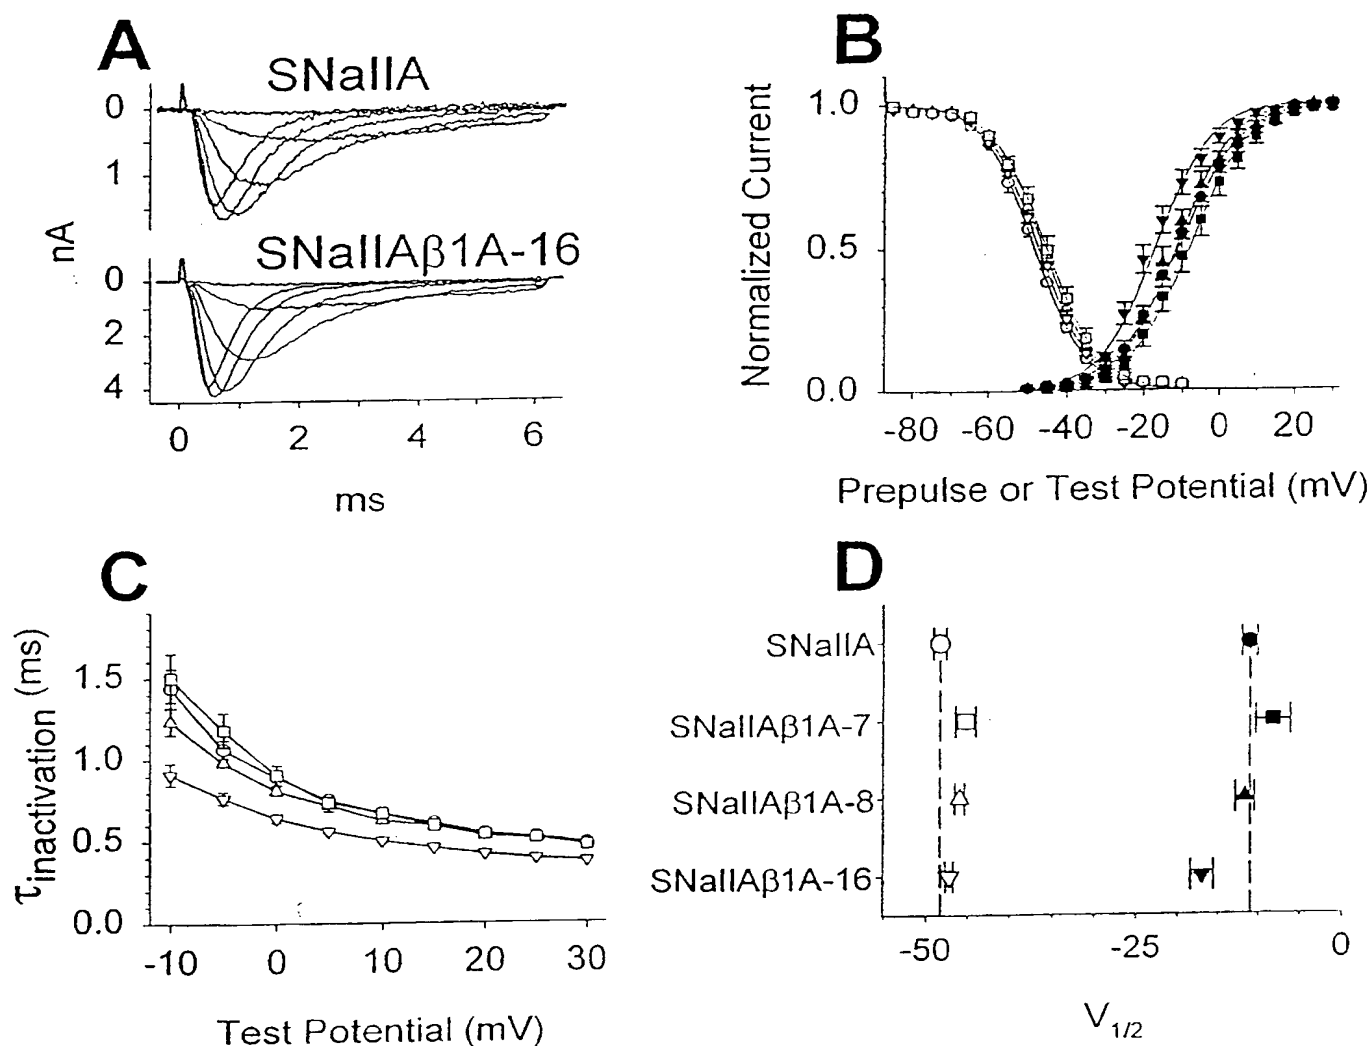 A
SNaIIA
0
1
nA
SNaIIAβ1A-16
0
2
4
0 2 4 6
ms
B
Normalized Current
1.0
0.5
0.0
-80 -60 -40 -20 0 20
Prepulse or Test Potential (mV)
C
τinactivation (ms)
1.5
1.0
0.5
0.0
-10 0 10 20 30
Test Potential (mV)
D
SNaIIA
SNaIIAβ1A-7
SNaIIAβ1A-8
SNaIIAβ1A-16
-50 -25 0
V1/2